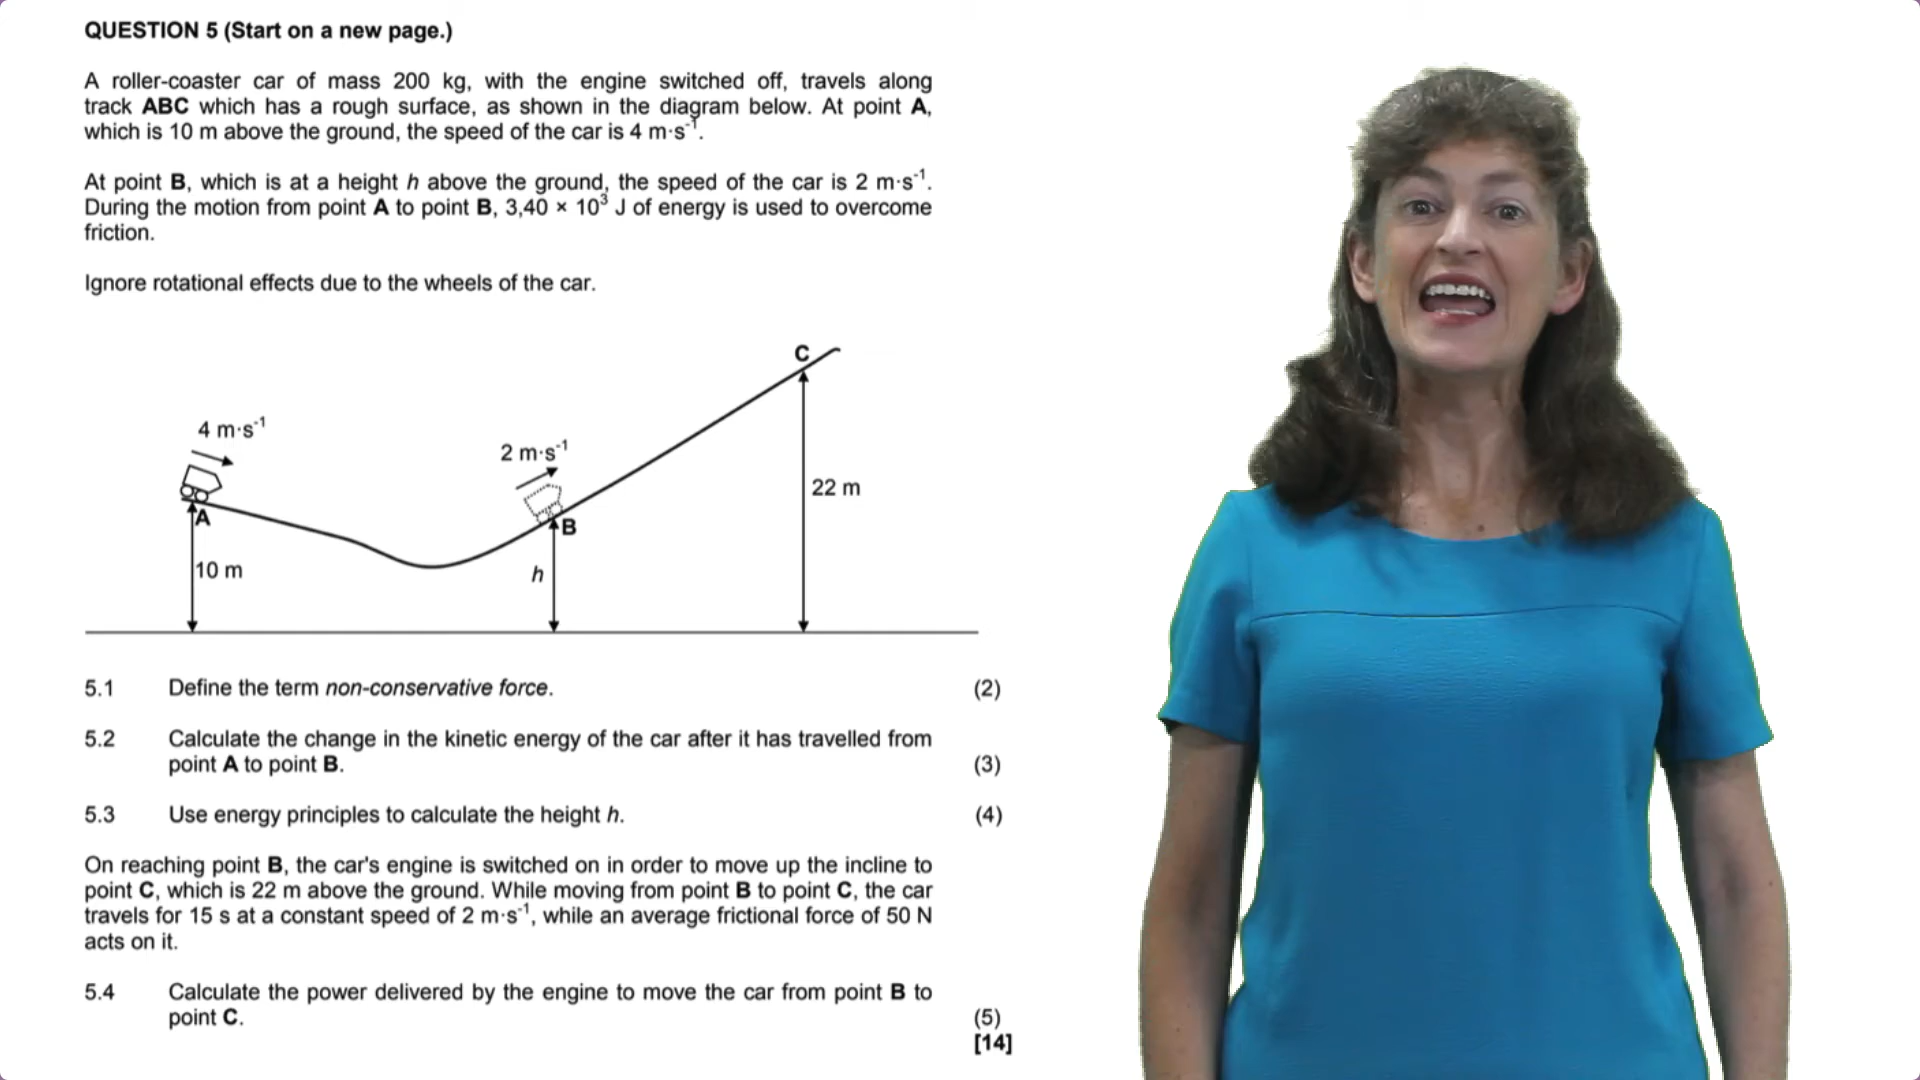 QUESTION 5 (Start on a new page.)
A roller-coaster car of mass 200 kg, with the engine switched off, travels along
track ABC which has a rough surface, as shown in the diagram below. At point A,
which is 10 m above the ground, the speed of the car is 4 m·s⁻¹.
At point B, which is at a height h above the ground, the speed of the car is 2 m·s⁻¹.
During the motion from point A to point B, 3,40 × 10³ J of energy is used to overcome
friction.
Ignore rotational effects due to the wheels of the car.
C
4 m·s⁻¹
2 m·s⁻¹
22 m
A
B
10 m
h
5.1 Define the term non-conservative force. (2)
5.2 Calculate the change in the kinetic energy of the car after it has travelled from
point A to point B. (3)
5.3 Use energy principles to calculate the height h. (4)
On reaching point B, the car's engine is switched on in order to move up the incline to
point C, which is 22 m above the ground. While moving from point B to point C, the car
travels for 15 s at a constant speed of 2 m·s⁻¹, while an average frictional force of 50 N
acts on it.
5.4 Calculate the power delivered by the engine to move the car from point B to
point C. (5)
[14]